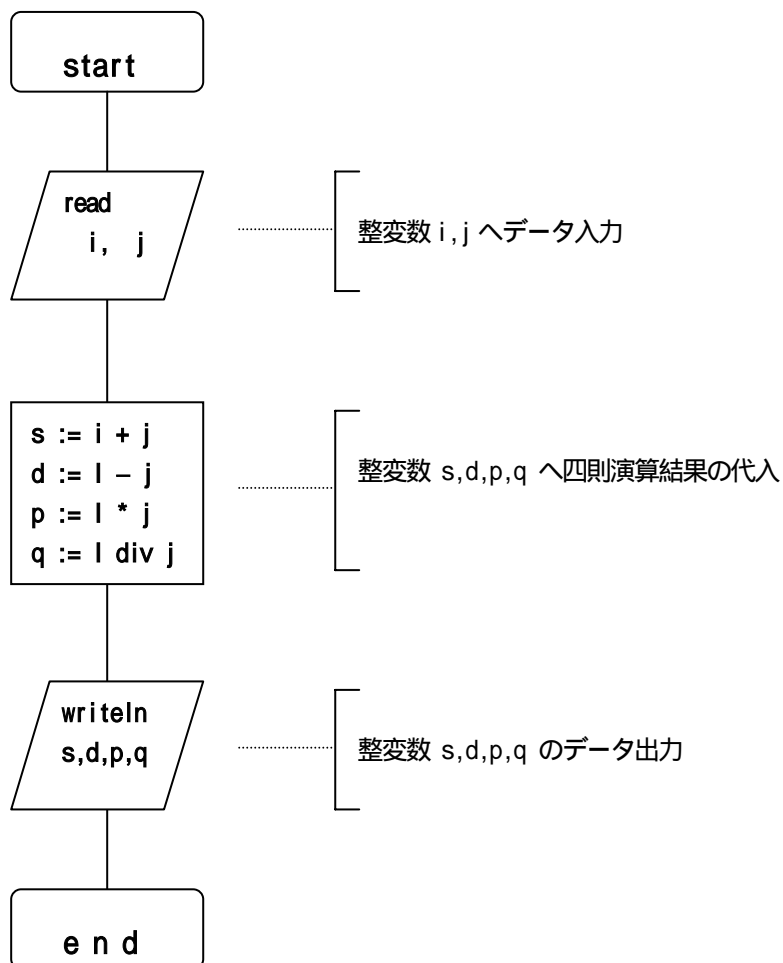 start
read
i, j
整変数 i,j へデータ入力
s := i + j
d := I – j
p := I * j
q := I div j
整変数 s,d,p,q へ四則演算結果の代入
writeln
s,d,p,q
整変数 s,d,p,q のデータ出力
e n d